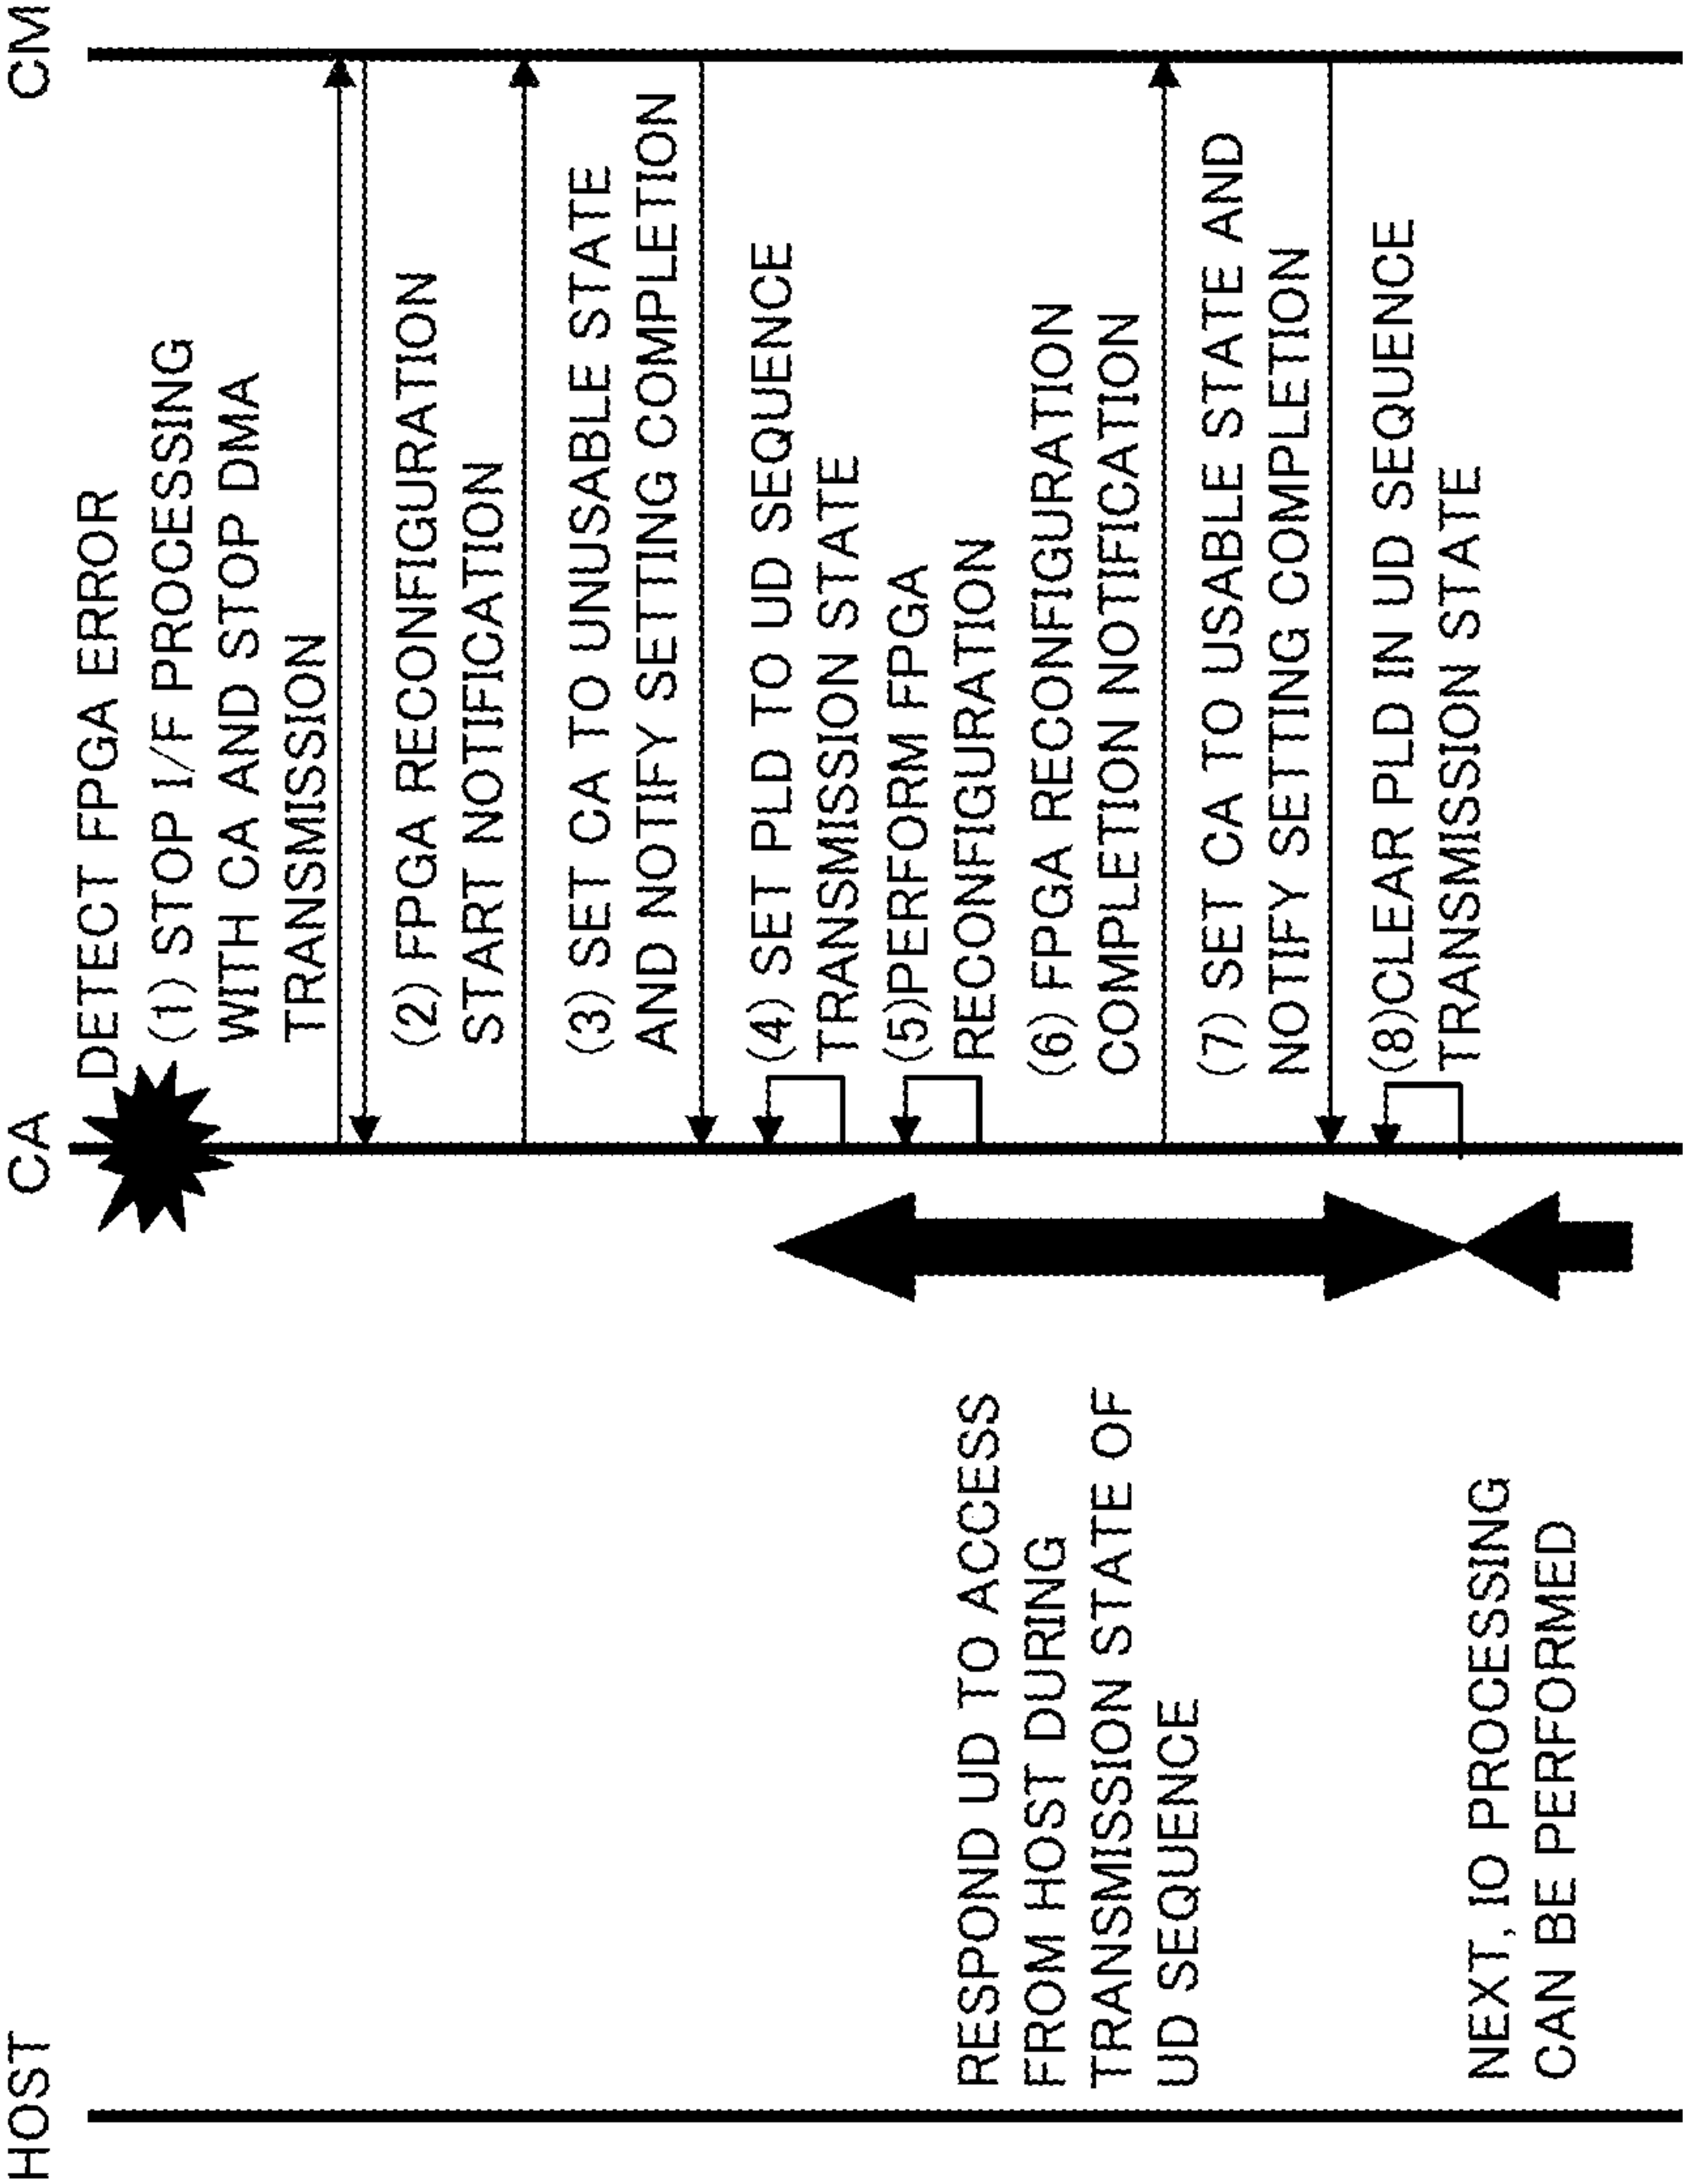 HOST
CA
CM
DETECT FPGA ERROR
(1) STOP I/F PROCESSING
WITH CA AND STOP DMA
TRANSMISSION
(2) FPGA RECONFIGURATION
START NOTIFICATION
(3) SET CA TO UNUSABLE STATE
AND NOTIFY SETTING COMPLETION
(4) SET PLD TO UD SEQUENCE
TRANSMISSION STATE
(5)PERFORM FPGA
RECONFIGURATION
(6) FPGA RECONFIGURATION
COMPLETION NOTIFICATION
(7) SET CA TO USABLE STATE AND
NOTIFY SETTING COMPLETION
(8)CLEAR PLD IN UD SEQUENCE
TRANSMISSION STATE
RESPOND UD TO ACCESS
FROM HOST DURING
TRANSMISSION STATE OF
UD SEQUENCE
NEXT, IO PROCESSING
CAN BE PERFORMED